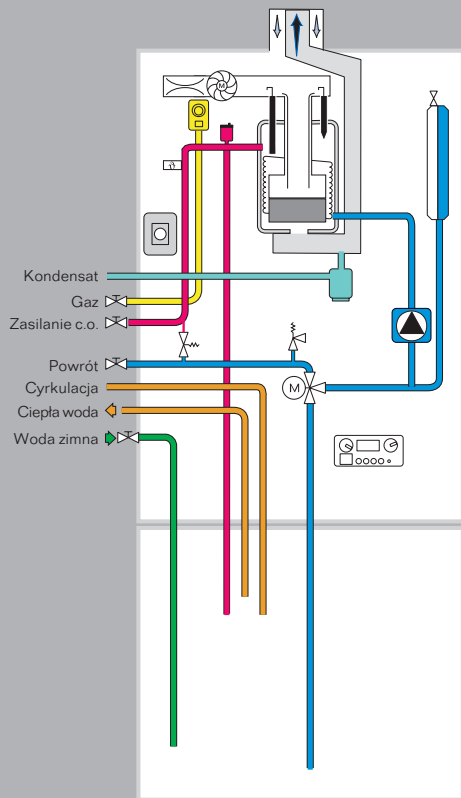 M
Kondensat
Gaz
Zasilanie c.o.
Powrót
M
Cyrkulacja
Ciepła woda
Woda zimna